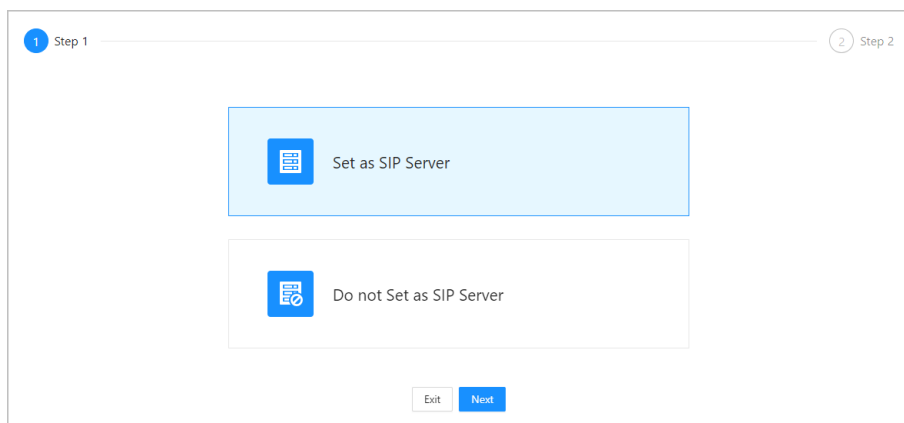 1 Step 1
2 Step 2
Set as SIP Server
Do not Set as SIP Server
Exit Next